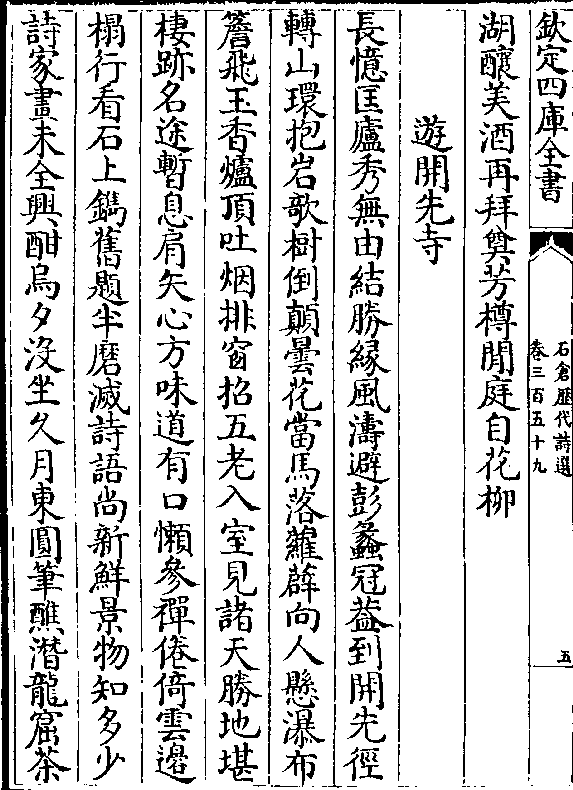 欽定四庫全書
石倉歷代詩選
卷三百五十九
五
湖釀美酒再拜奠芳樽閒庭自花柳
遊開先寺
長憶匡廬秀無由結勝緣風濤避彭蠡冠葢到開先徑
轉山環抱岩歌樹倒顛曇花當馬落蘿薜向人懸瀑布
簷飛玉香爐頂吐烟排窗招五老入室見諸天勝地堪
棲跡名途暫息肩矢心方味道有口懶參禪倦倚雲邊
榻行看石上鐫舊題半磨滅詩語尚新鮮景物知多少
詩家畫未全興酣烏夕没坐久月東圓筆蘸潛龍窟茶